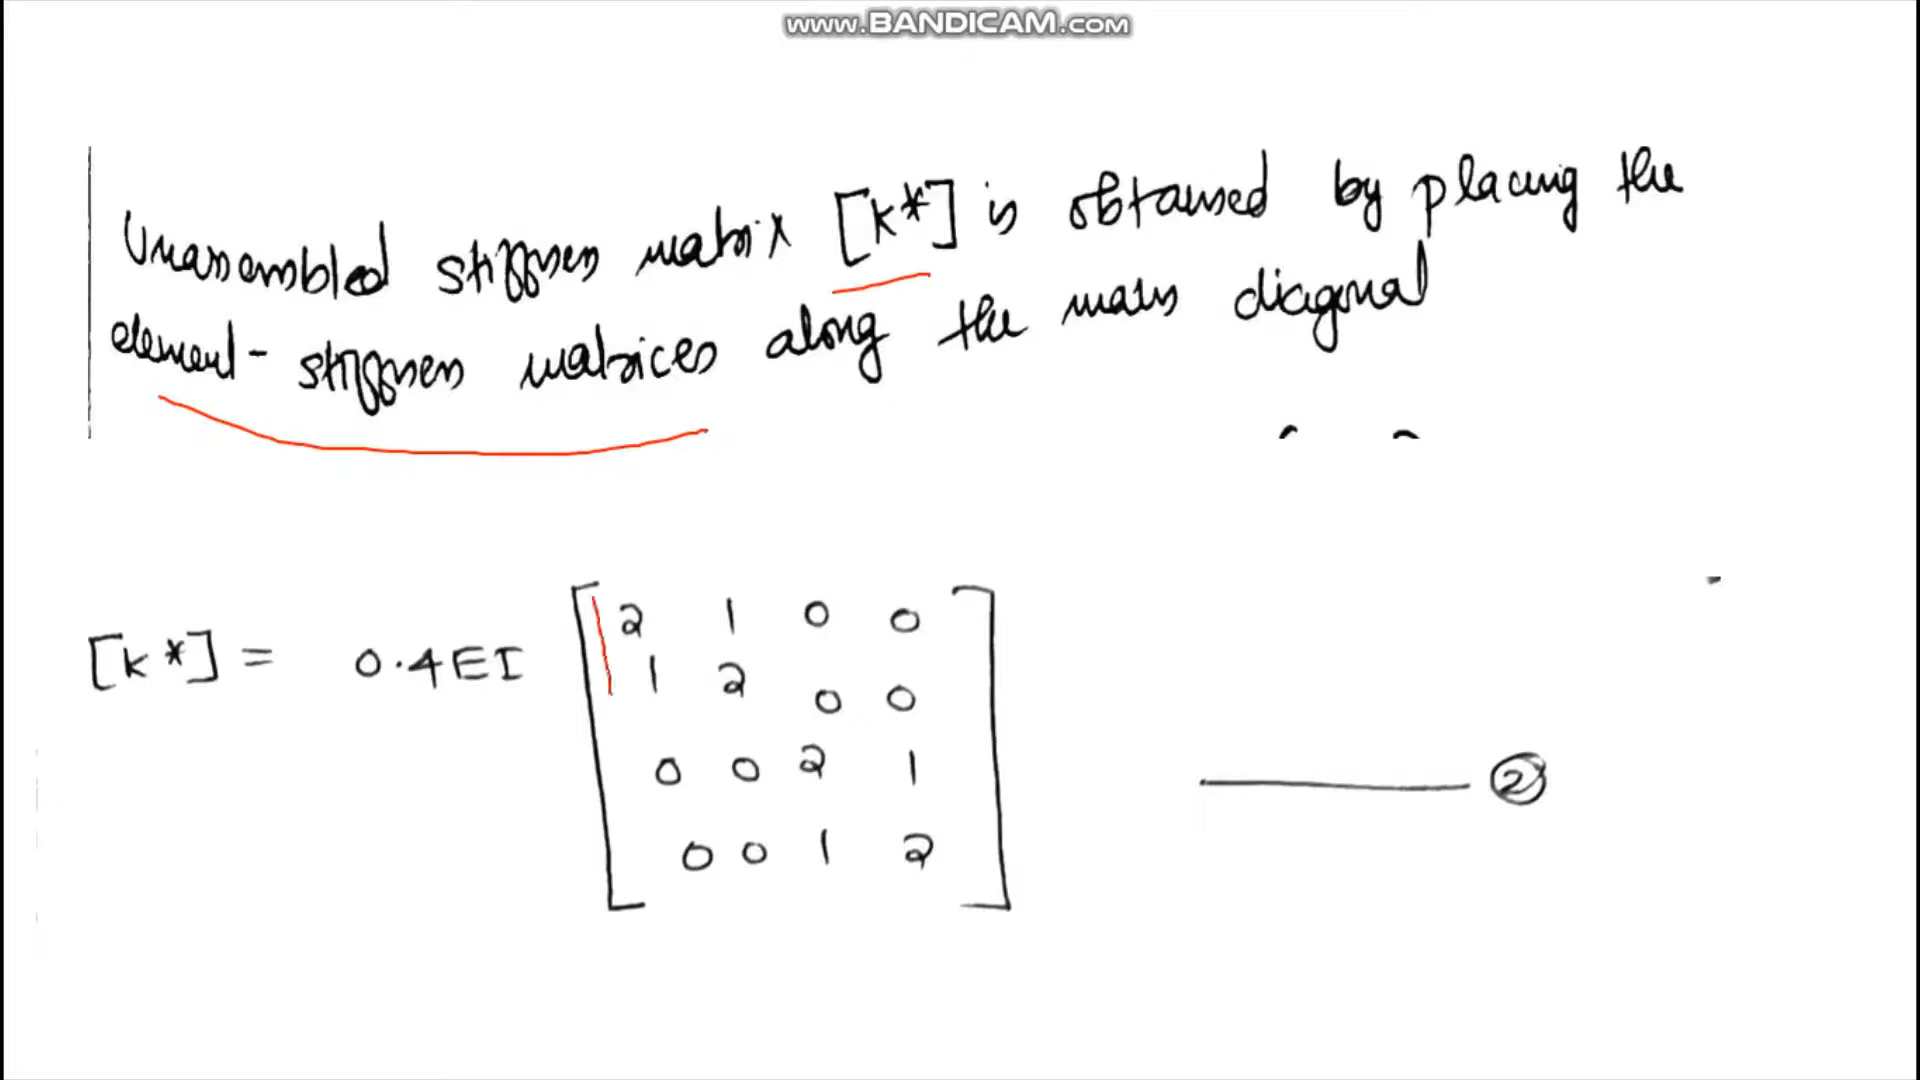 www.BANDICAM.com
Unassembled stiffness matrix [K*] is obtained by placing the
element - stiffness matrices along the main diagonal
[K*] = 0.4EI [ 2 1 0 0
1 2 0 0
0 0 2 1
0 0 1 2 ] ②